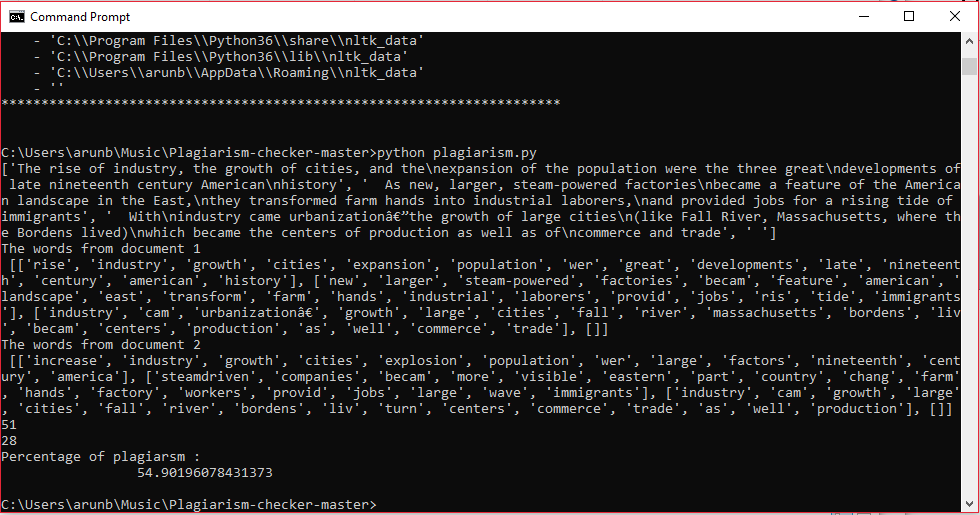 Command Prompt
- 'C:\\Program Files\\Python36\\share\\nltk_data'
- 'C:\\Program Files\\Python36\\lib\\nltk_data'
- 'C:\\Users\\arunb\\AppData\\Roaming\\nltk_data'
- ''
**********************************************************************
C:\Users\arunb\Music\Plagiarism-checker-master>python plagiarism.py
['The rise of industry, the growth of cities, and the\nexpansion of the population were the three great\ndevelopments of
 late nineteenth century American\nhistory', '  As new, larger, steam-powered factories\nbecame a feature of the America
n landscape in the East,\nthey transformed farm hands into industrial laborers,\nand provided jobs for a rising tide of
immigrants', '  With\nindustry came urbanizationâ€”the growth of large cities\n(like Fall River, Massachusetts, where th
e Bordens lived)\nwhich became the centers of production as well as of\ncommerce and trade', ' ']
The words from document 1
 [['rise', 'industry', 'growth', 'cities', 'expansion', 'population', 'wer', 'great', 'developments', 'late', 'nineteent
h', 'century', 'american', 'history'], ['new', 'larger', 'steam-powered', 'factories', 'becam', 'feature', 'american', '
landscape', 'east', 'transform', 'farm', 'hands', 'industrial', 'laborers', 'provid', 'jobs', 'ris', 'tide', 'immigrants
'], ['industry', 'cam', 'urbanizationâ€', 'growth', 'large', 'cities', 'fall', 'river', 'massachusetts', 'bordens', 'liv
', 'becam', 'centers', 'production', 'as', 'well', 'commerce', 'trade'], []]
The words from document 2
 [['increase', 'industry', 'growth', 'cities', 'explosion', 'population', 'wer', 'large', 'factors', 'nineteenth', 'cent
ury', 'america'], ['steamdriven', 'companies', 'becam', 'more', 'visible', 'eastern', 'part', 'country', 'chang', 'farm'
, 'hands', 'factory', 'workers', 'provid', 'jobs', 'large', 'wave', 'immigrants'], ['industry', 'cam', 'growth', 'large'
, 'cities', 'fall', 'river', 'bordens', 'liv', 'turn', 'centers', 'commerce', 'trade', 'as', 'well', 'production'], []]
51
28
Percentage of plagiarsm :
54.90196078431373
C:\Users\arunb\Music\Plagiarism-checker-master>